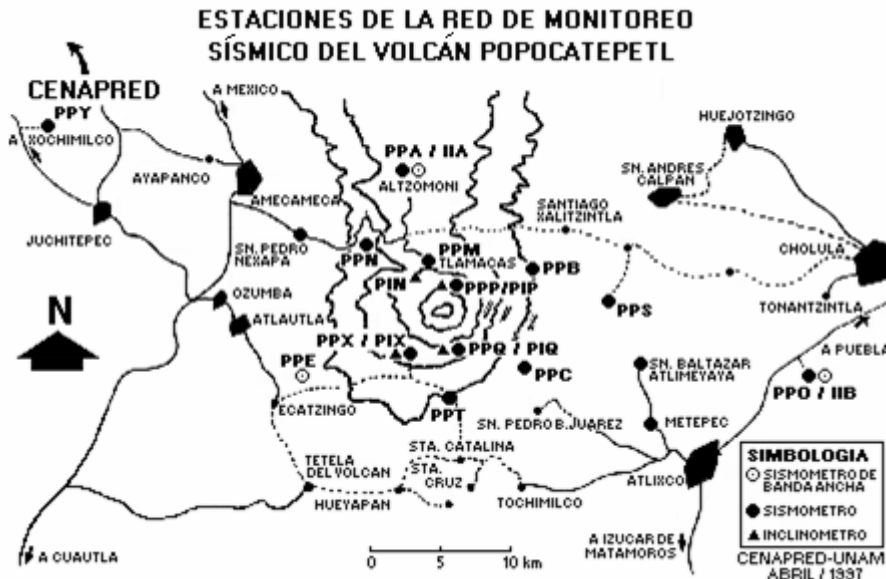 ESTACIONES DE LA RED DE MONITOREO
SÍSMICO DEL VOLCÁN POPOCATEPETL
CENAPRED
PPY
A XOCHIMILCO
A MEXICO
HUEJOTZINGO
PPA / IIA
ALTZOMONI
AYAPANCO
SN. ANDRES
CALPAN
AMECAMECA
SANTIAGO
XALITZINTLA
JUCHITEPEC
SN. PEDRO
NEXAPA
PPN
PPM
TLAMACAS
PPB
CHOLULA
PIN
PPP/PIP
N
OZUMBA
PPS
TONANTZINTLA
ATLAUTLA
PPX / PIX
PPQ / PIQ
A PUEBLA
PPE
PPC
SN. BALTAZAR
ATLIMEYAYA
PPO / IIB
ECATZINGO
PPT
SN. PEDRO B. JUAREZ
METEPEC
STA. CATALINA
TETELA
DEL VOLCAN
STA.
CRUZ
ATLIXCO
HUEYAPAN
TOCHIMILCO
SIMBOLOGIA
SISMOMETRO DE
BANDA ANCHA
SISMOMETRO
INCLINOMETRO
A CUAUTLA
0 5 10 km
A IZUCAR DE
MATAMOROS
CENAPRED-UNAM
ABRIL / 1997